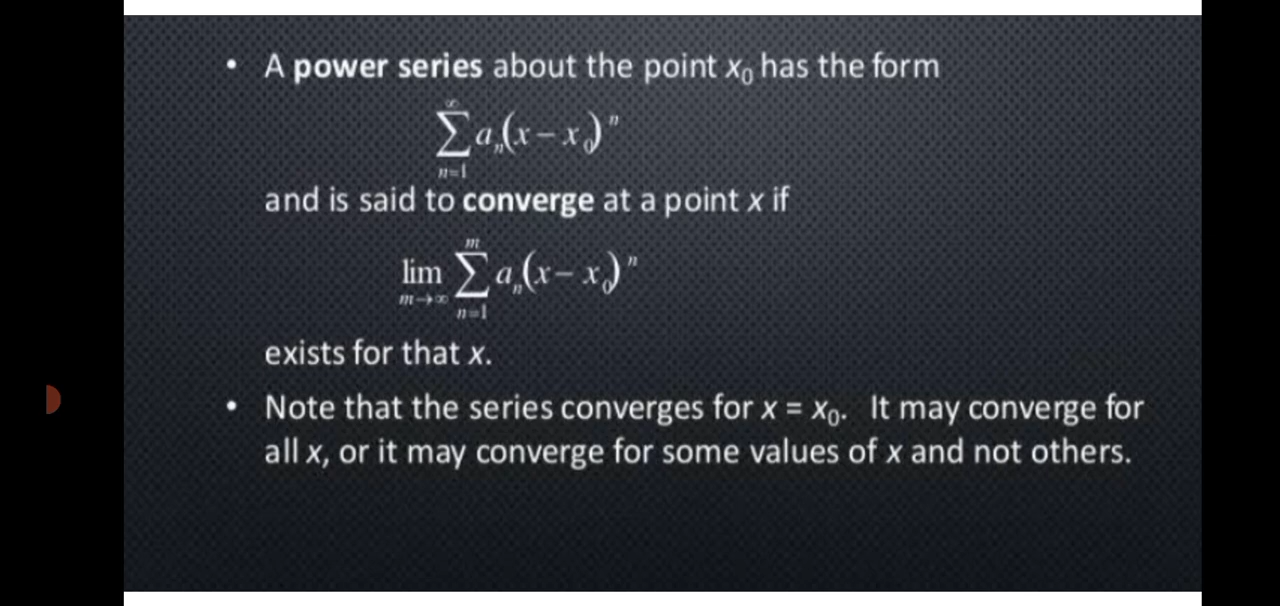 • A power series about the point x₀ has the form
∞
∑ aₙ(x − x₀)ⁿ
n=1
and is said to converge at a point x if
m
lim ∑ aₙ(x − x₀)ⁿ
m→∞ n=1
exists for that x.
• Note that the series converges for x = x₀. It may converge for
all x, or it may converge for some values of x and not others.